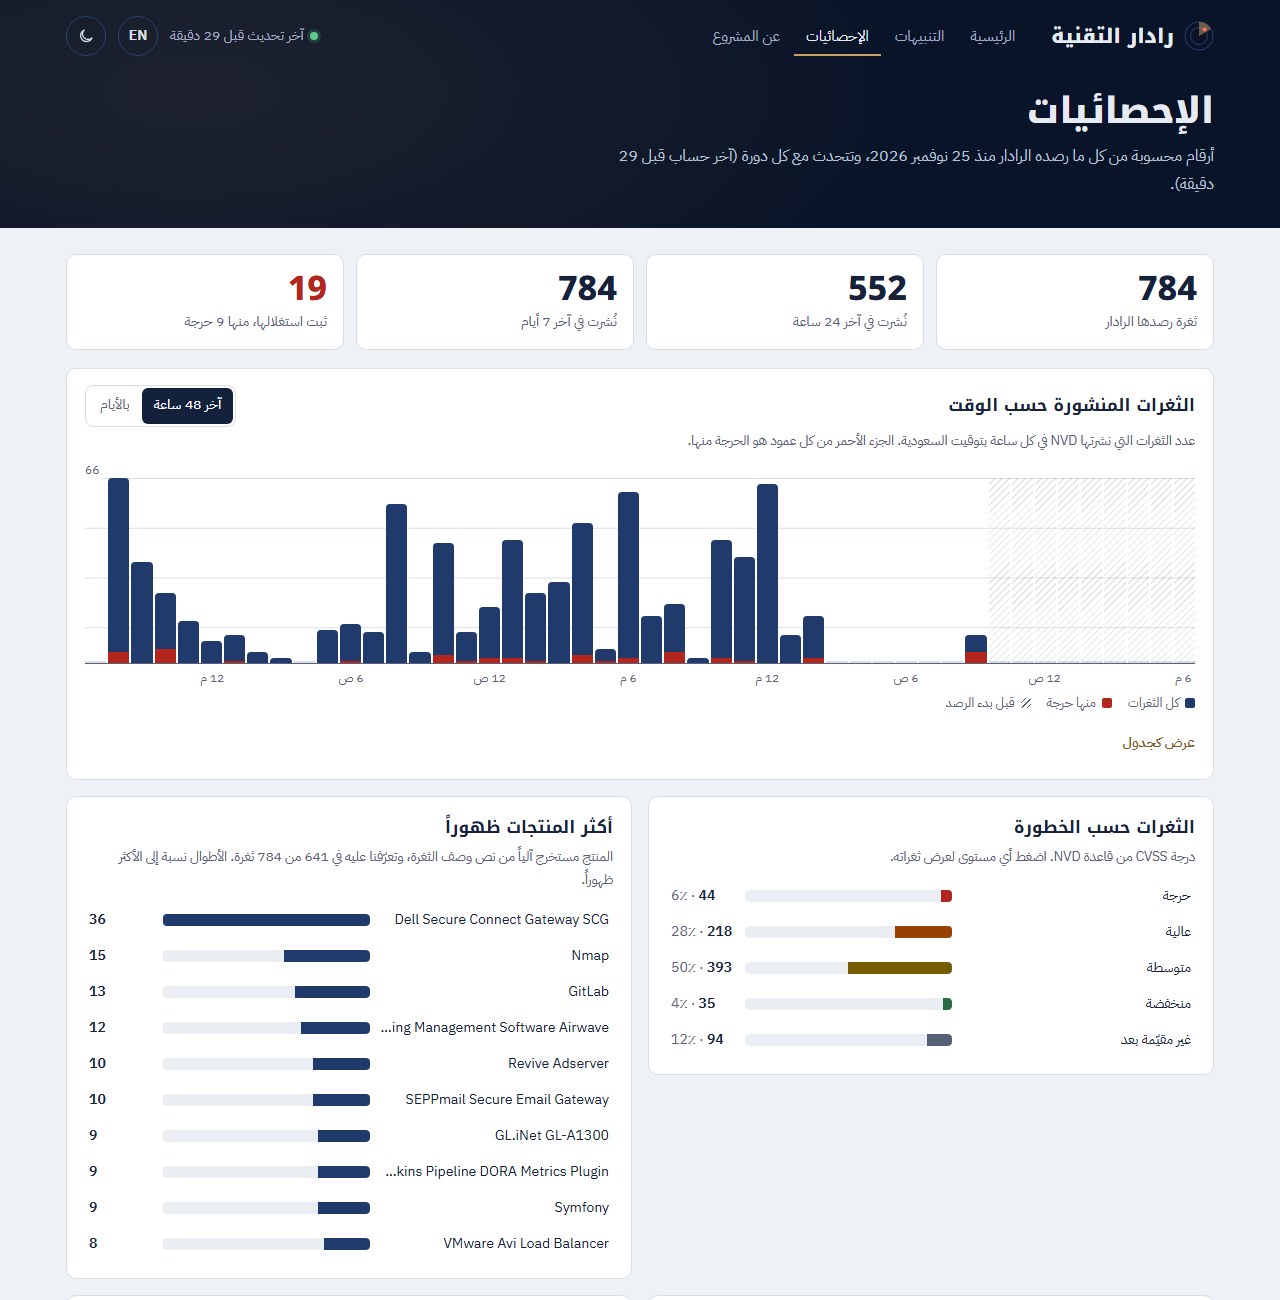 رادار التقنية
الرئيسية
التنبيهات
الإحصائيات
عن المشروع
آخر تحديث قبل 29 دقيقة
EN
الإحصائيات
أرقام محسوبة من كل ما رصده الرادار منذ 25 نوفمبر 2026، وتتحدث مع كل دورة (آخر حساب قبل 29
دقيقة).
784
ثغرة رصدها الرادار
552
نُشرت في آخر 24 ساعة
784
نُشرت في آخر 7 أيام
19
ثبت استغلالها، منها 9 حرجة
الثغرات المنشورة حسب الوقت
آخر 48 ساعة
بالأيام
عدد الثغرات التي نشرتها NVD في كل ساعة بتوقيت السعودية. الجزء الأحمر من كل عمود هو الحرجة منها.
66
6 م
12 ص
6 ص
12 م
6 م
12 ص
6 ص
12 م
كل الثغرات
منها حرجة
قبل بدء الرصد
عرض كجدول
الثغرات حسب الخطورة
درجة CVSS من قاعدة NVD. اضغط أي مستوى لعرض ثغراته.
حرجة 44 · 6٪
عالية 218 · 28٪
متوسطة 393 · 50٪
منخفضة 35 · 4٪
غير مقيّمة بعد 94 · 12٪
أكثر المنتجات ظهوراً
المنتج مستخرج آلياً من نص وصف الثغرة، وتعرّفنا عليه في 641 من 784 ثغرة. الأطوال نسبة إلى الأكثر
ظهوراً.
Dell Secure Connect Gateway SCG 36
Nmap 15
GitLab 13
...ing Management Software Airwave 12
Revive Adserver 10
SEPPmail Secure Email Gateway 10
GL.iNet GL-A1300 9
...kins Pipeline DORA Metrics Plugin 9
Symfony 9
VMware Avi Load Balancer 8